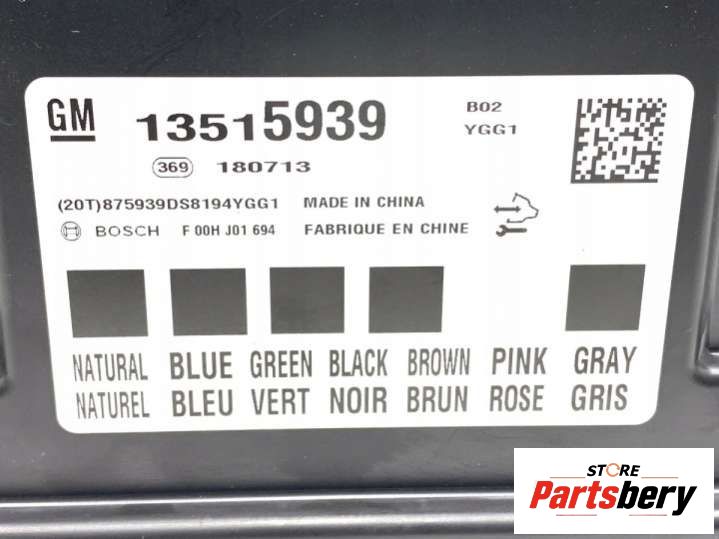 GM 13515939 B02
YGG1
369 180713
(20T)875939DS8194YGG1 MADE IN CHINA
BOSCH F 00H J01 694 FABRIQUE EN CHINE
NATURAL BLUE GREEN BLACK BROWN PINK GRAY
NATUREL BLEU VERT NOIR BRUN ROSE GRIS
STORE
Partsbery